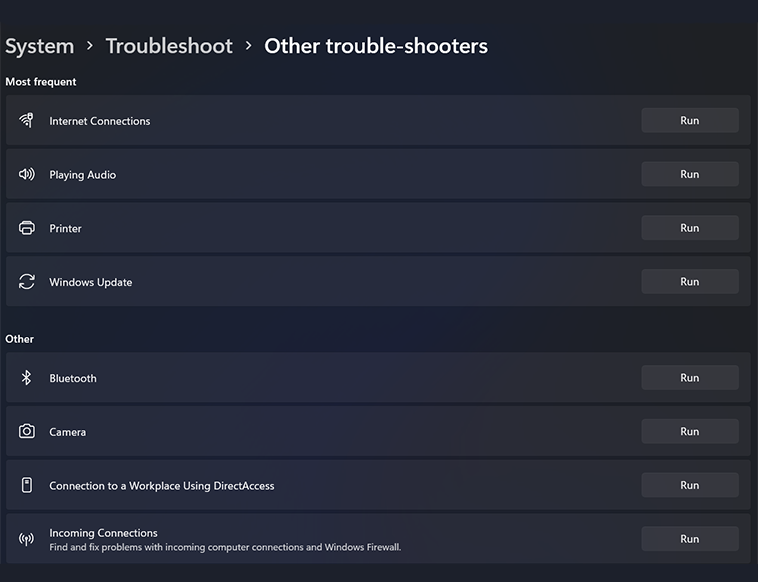 System > Troubleshoot > Other trouble-shooters
Most frequent
Internet Connections Run
Playing Audio Run
Printer Run
Windows Update Run
Other
Bluetooth Run
Camera Run
Connection to a Workplace Using DirectAccess Run
Incoming Connections
Find and fix problems with incoming computer connections and Windows Firewall. Run